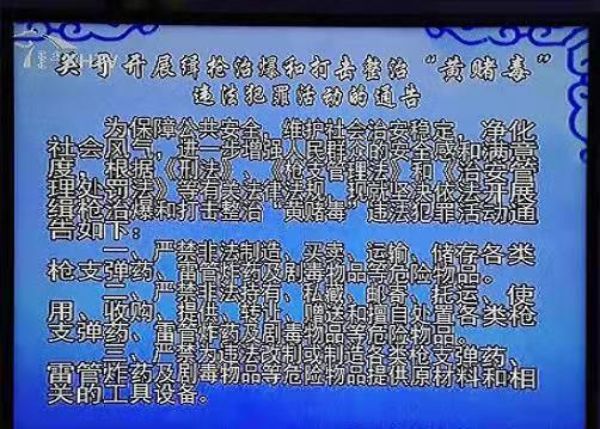 关于开展缉枪治爆和打击整治“黄赌毒”
违法犯罪活动的通告
为保障公共安全、维护社会治安稳定，净化
社会风气，进一步增强人民群众的安全感和满意
度，根据《刑法》、《枪支管理法》和《治安管
理处罚法》等有关法律法规，现就坚决依法开展
缉枪治爆和打击整治“黄赌毒”违法犯罪活动通
告如下：
一、严禁非法制造、买卖、运输、储存各类
枪支弹药、雷管炸药及剧毒物品等危险物品。
二、严禁非法持有、私藏、邮寄、托运、使
用、收购、提供、转让、赠送和擅自处置各类枪
支弹药、雷管炸药及剧毒物品等危险物品。
三、严禁为违法改制或制造各类枪支弹药、
雷管炸药及剧毒物品等危险物品提供原材料和相
关的工具设备。